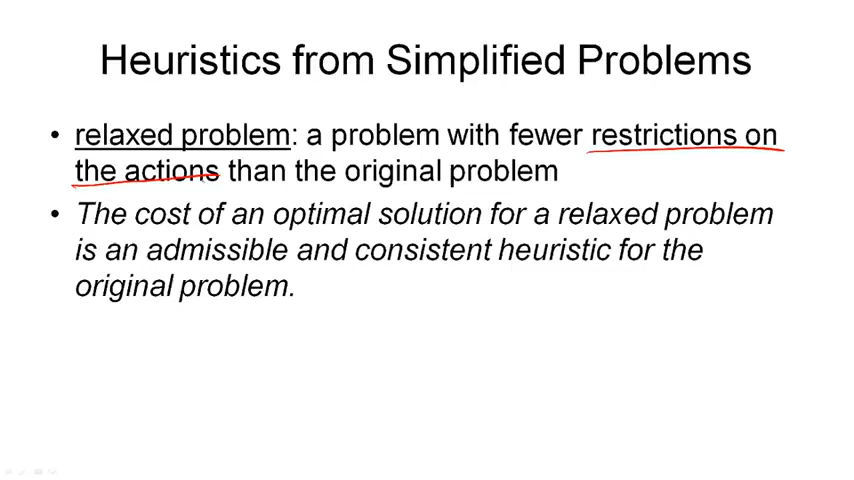 Heuristics from Simplified Problems
• relaxed problem: a problem with fewer restrictions on
the actions than the original problem
• The cost of an optimal solution for a relaxed problem
is an admissible and consistent heuristic for the
original problem.